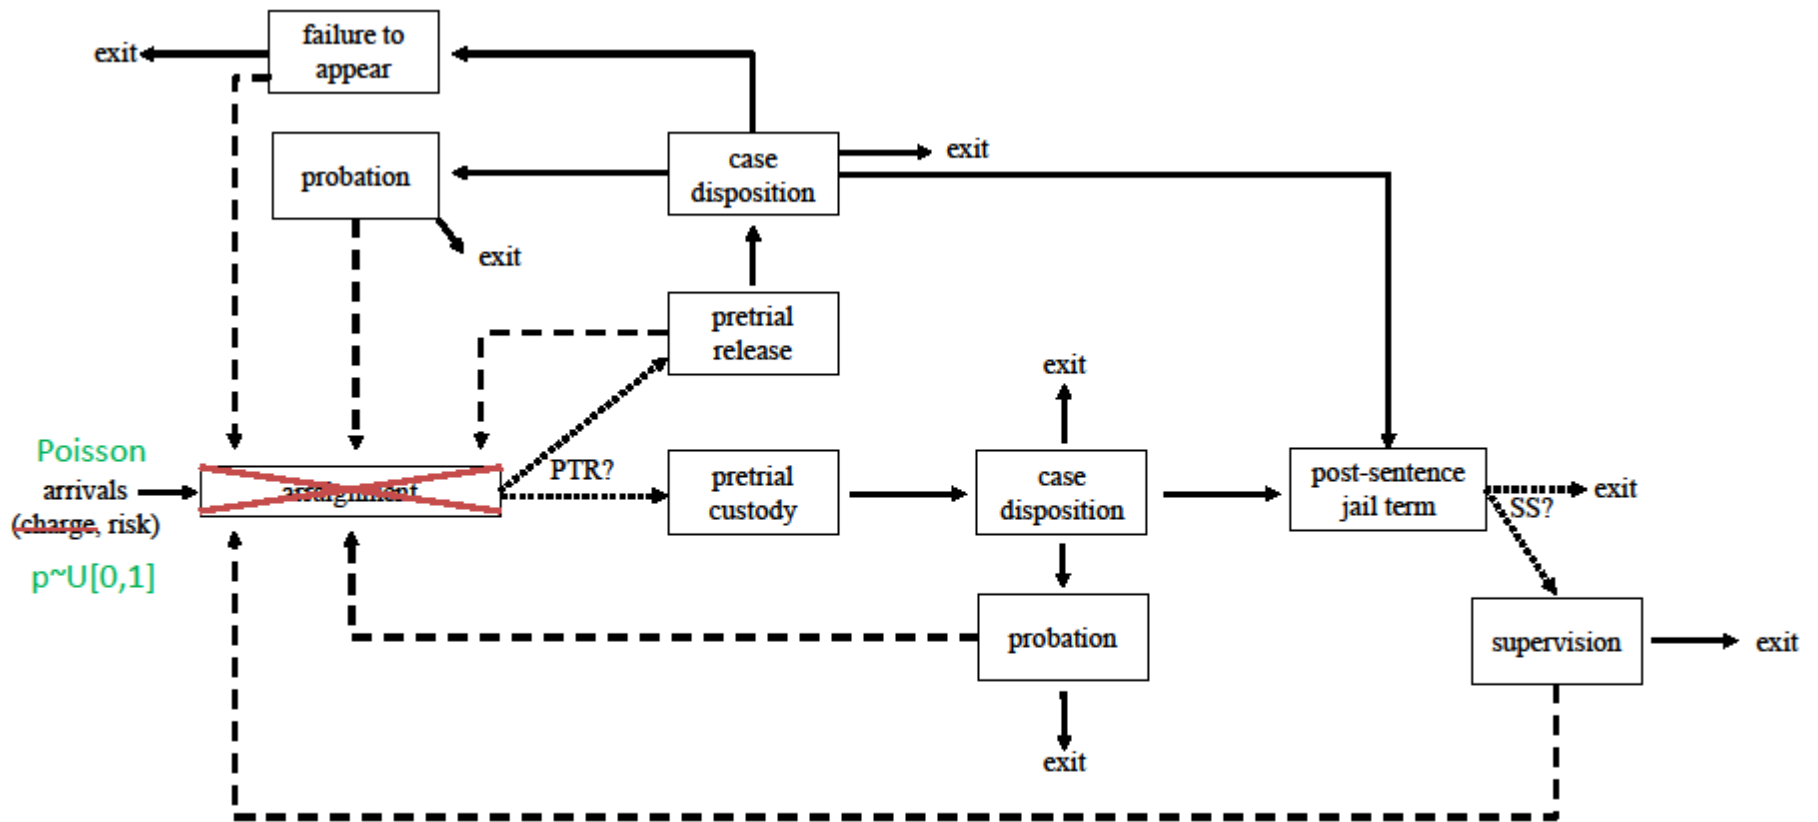 failure to
appear
exit
probation
case
disposition
exit
exit
pretrial
release
exit
Poisson
arrivals
(charge, risk)
p~U[0,1]
arraignment
PTR?
pretrial
custody
case
disposition
post-sentence
jail term
exit
SS?
probation
supervision
exit
exit